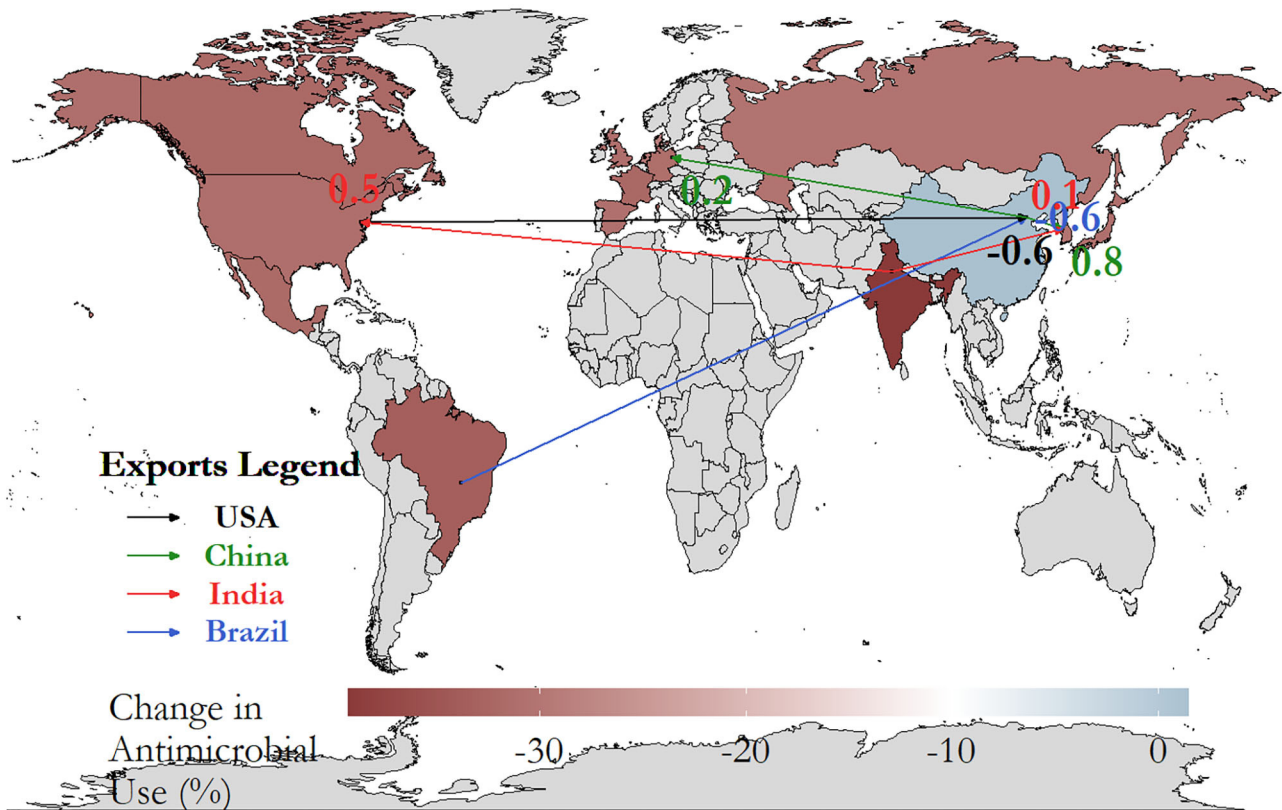 0.5
0.2
0.1
-0.6
-0.6
0.8
Exports Legend
USA
China
India
Brazil
Change in
Antimicrobial
Use (%)
-30
-20
-10
0